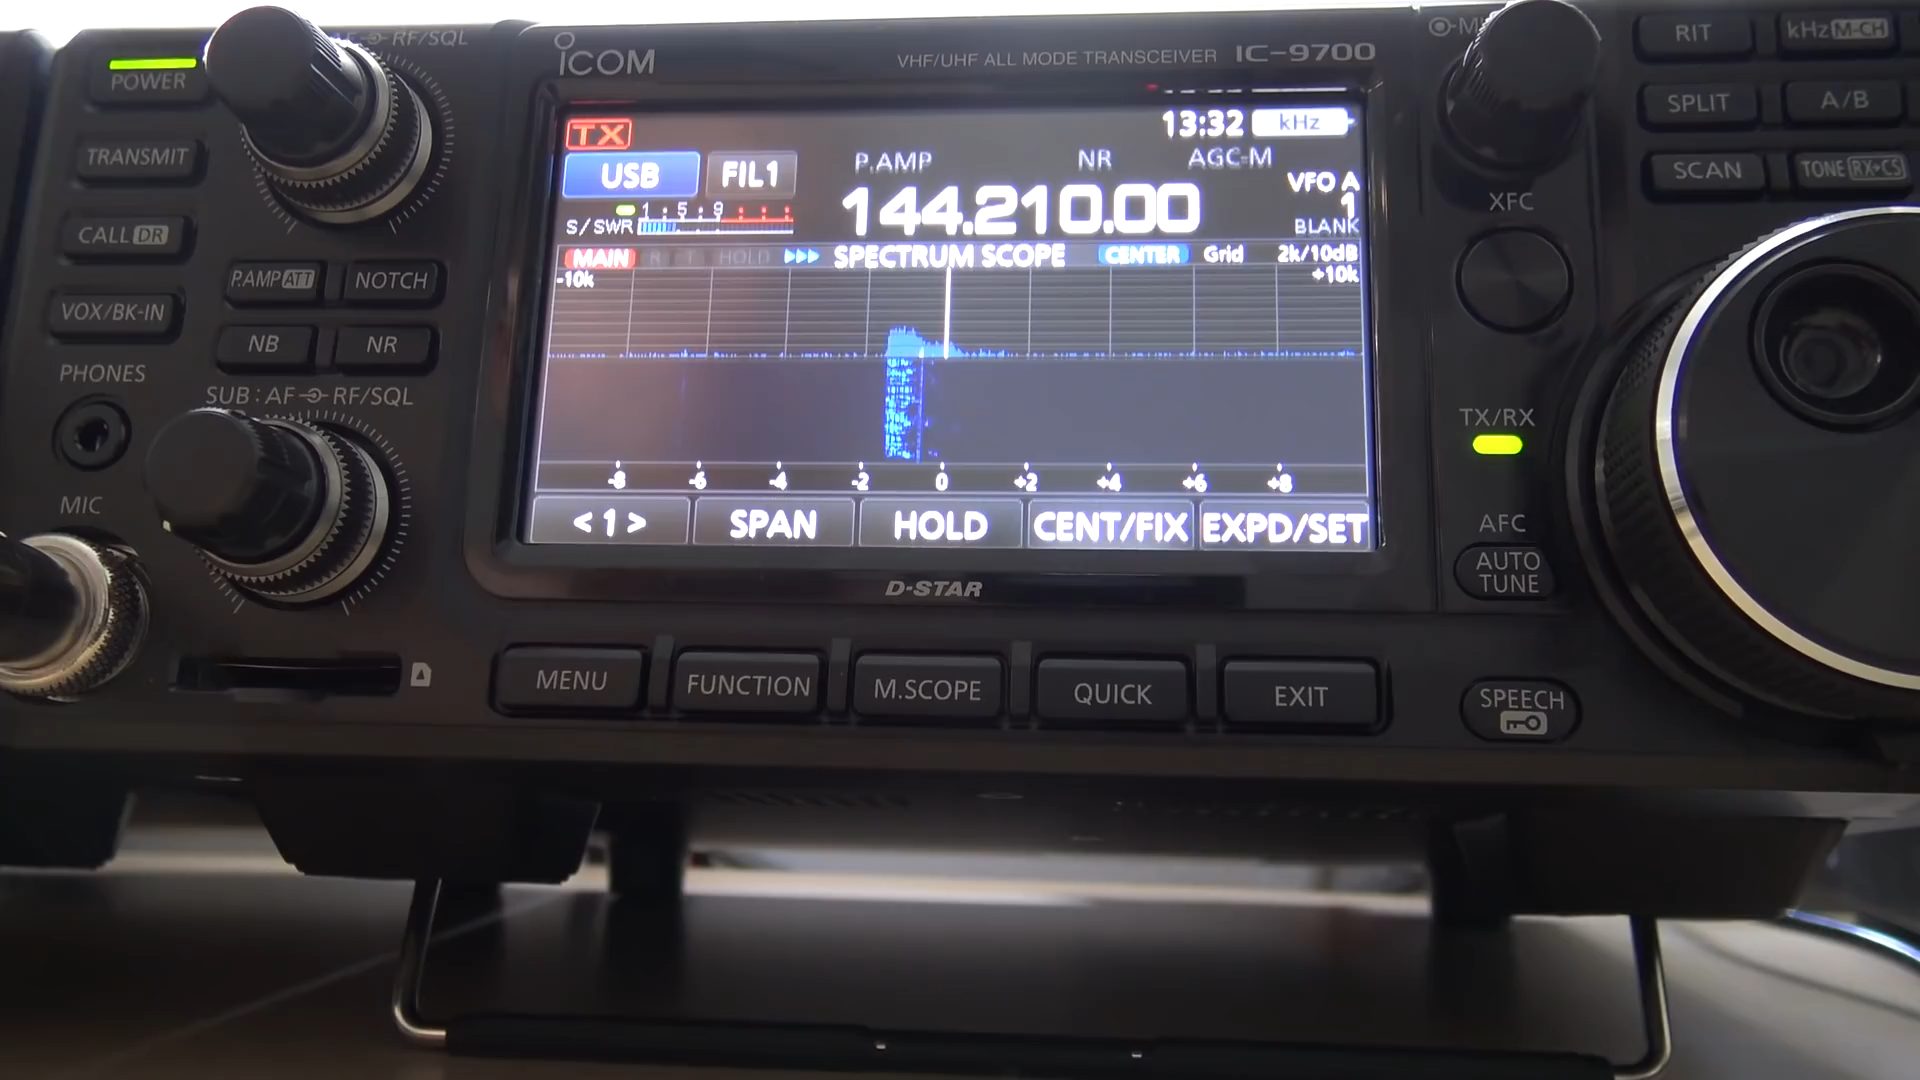 POWER
AF RF/SQL
ICOM
VHF/UHF ALL MODE TRANSCEIVER IC-9700
RIT
kHz M-CH
TRANSMIT
SPLIT
A/B
CALL DR
SCAN
TONE RX→CS
P.AMP ATT
NOTCH
VOX/BK-IN
NB
NR
PHONES
SUB : AF RF/SQL
MIC
TX
13:32 kHz
USB
FIL1
P.AMP
NR
AGC-M
VFO A
144.210.00
1
S/SWR
1 5 9
BLANK
MAIN
HOLD
SPECTRUM SCOPE
CENTER
Grid
2k/10dB
-10k
+10k
-8 -6 -4 -2 0 +2 +4 +6 +8
<1>
SPAN
HOLD
CENT/FIX
EXPD/SET
XFC
TX/RX
AFC
AUTO
TUNE
D-STAR
MENU
FUNCTION
M.SCOPE
QUICK
EXIT
SPEECH